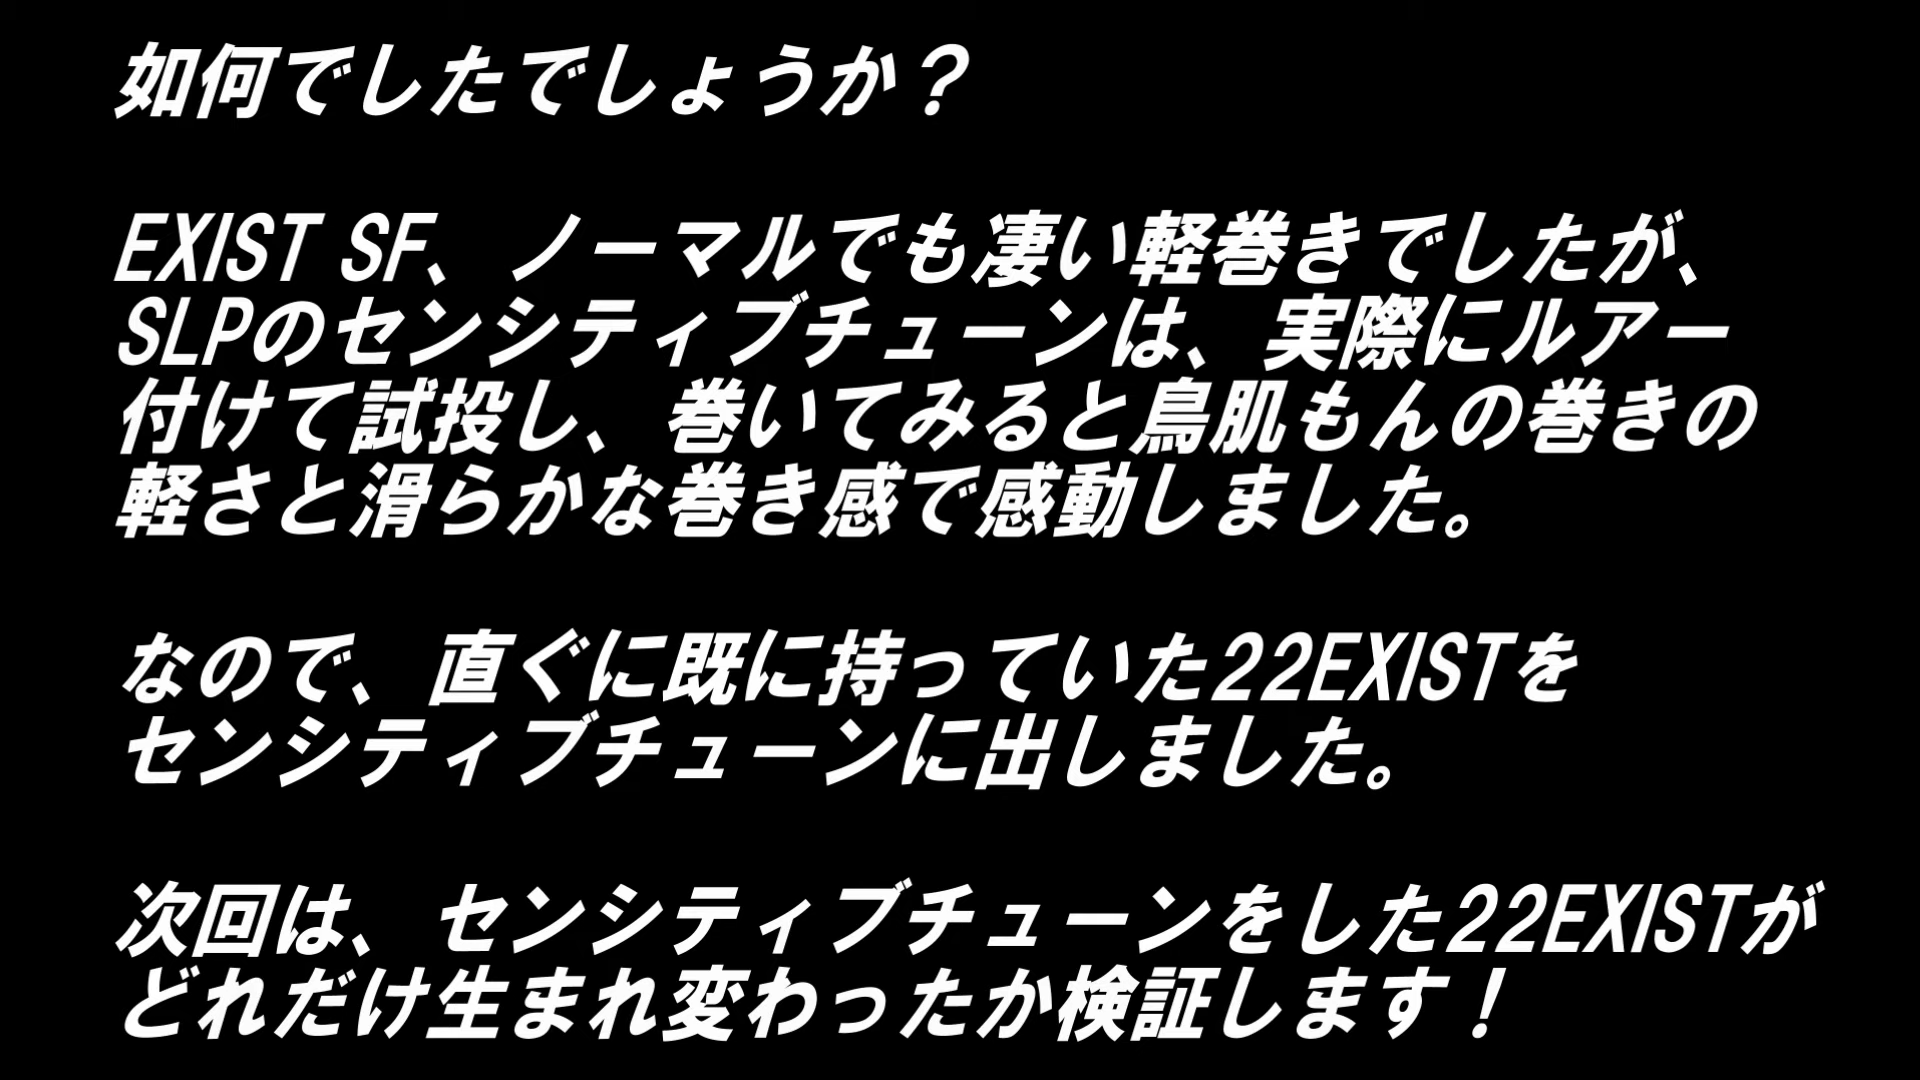 如何でしたでしょうか？
EXIST SF、ノーマルでも凄い軽巻きでしたが、
SLPのセンシティブチューンは、実際にルアー
付けて試投し、巻いてみると鳥肌もんの巻きの
軽さと滑らかな巻き感で感動しました。
なので、直ぐに既に持っていた22EXISTを
センシティブチューンに出しました。
次回は、センシティブチューンをした22EXISTが
どれだけ生まれ変わったか検証します！